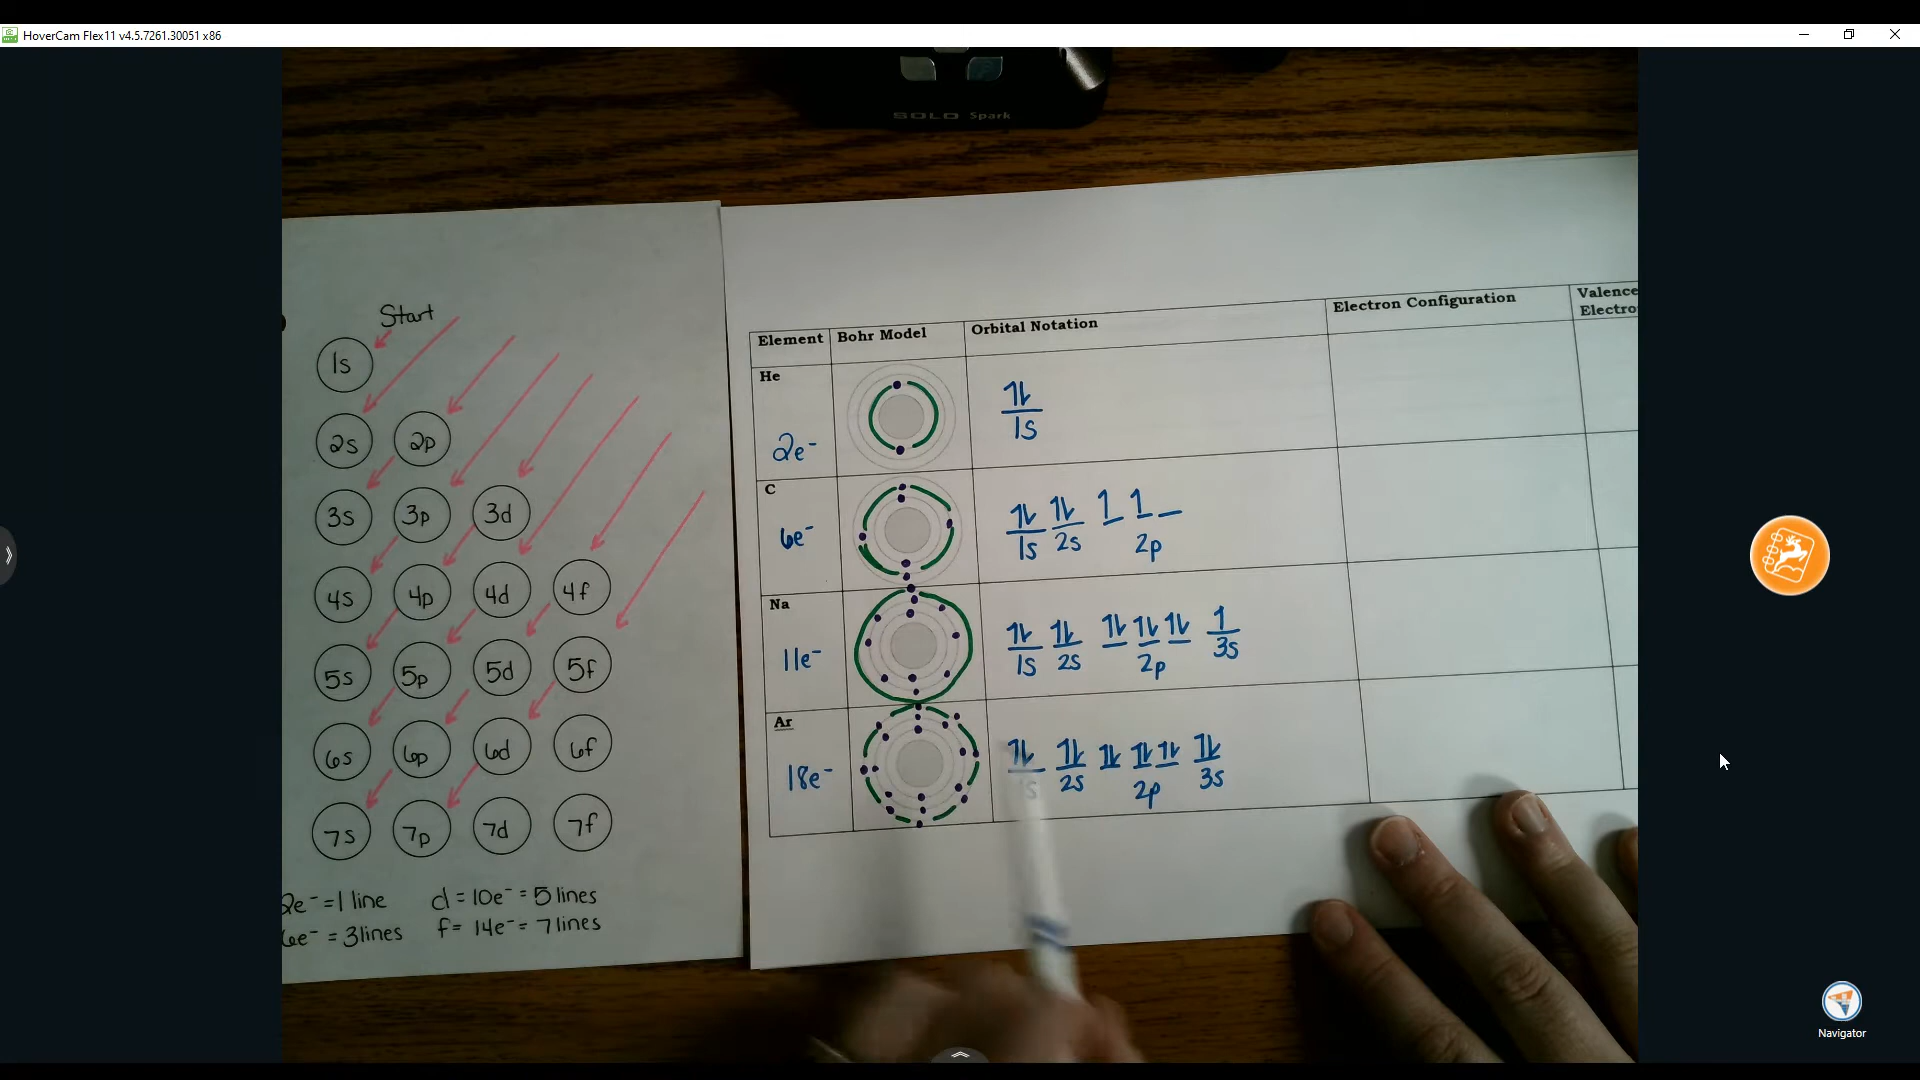 HoverCam Flex11 v4.5.7261.30051 x86
SOLO Spark
Start
1s
2s 2p
3s 3p 3d
4s 4p 4d 4f
5s 5p 5d 5f
6s 6p 6d 6f
7s 7p 7d 7f
2e⁻ = 1 line d = 10e⁻ = 5 lines
6e⁻ = 3 lines f = 14e⁻ = 7 lines
Element Bohr Model Orbital Notation Electron Configuration Valence
Electro
He
2e⁻
1s
C
6e⁻
1s 2s 2p
Na
11e⁻
1s 2s 2p 3s
Ar
18e⁻
1s 2s 2p 3s
Navigator